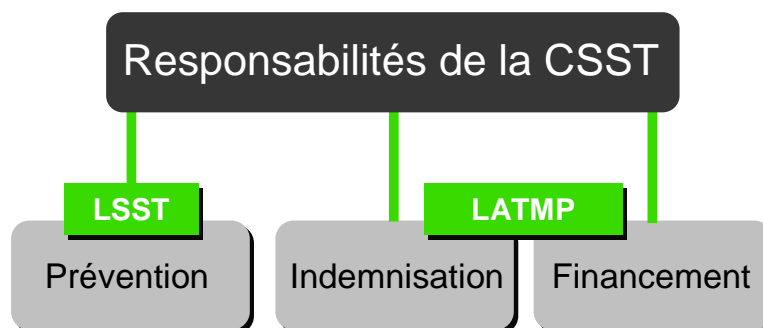 Responsabilités de la CSST
LSST
LATMP
Prévention
Indemnisation
Financement